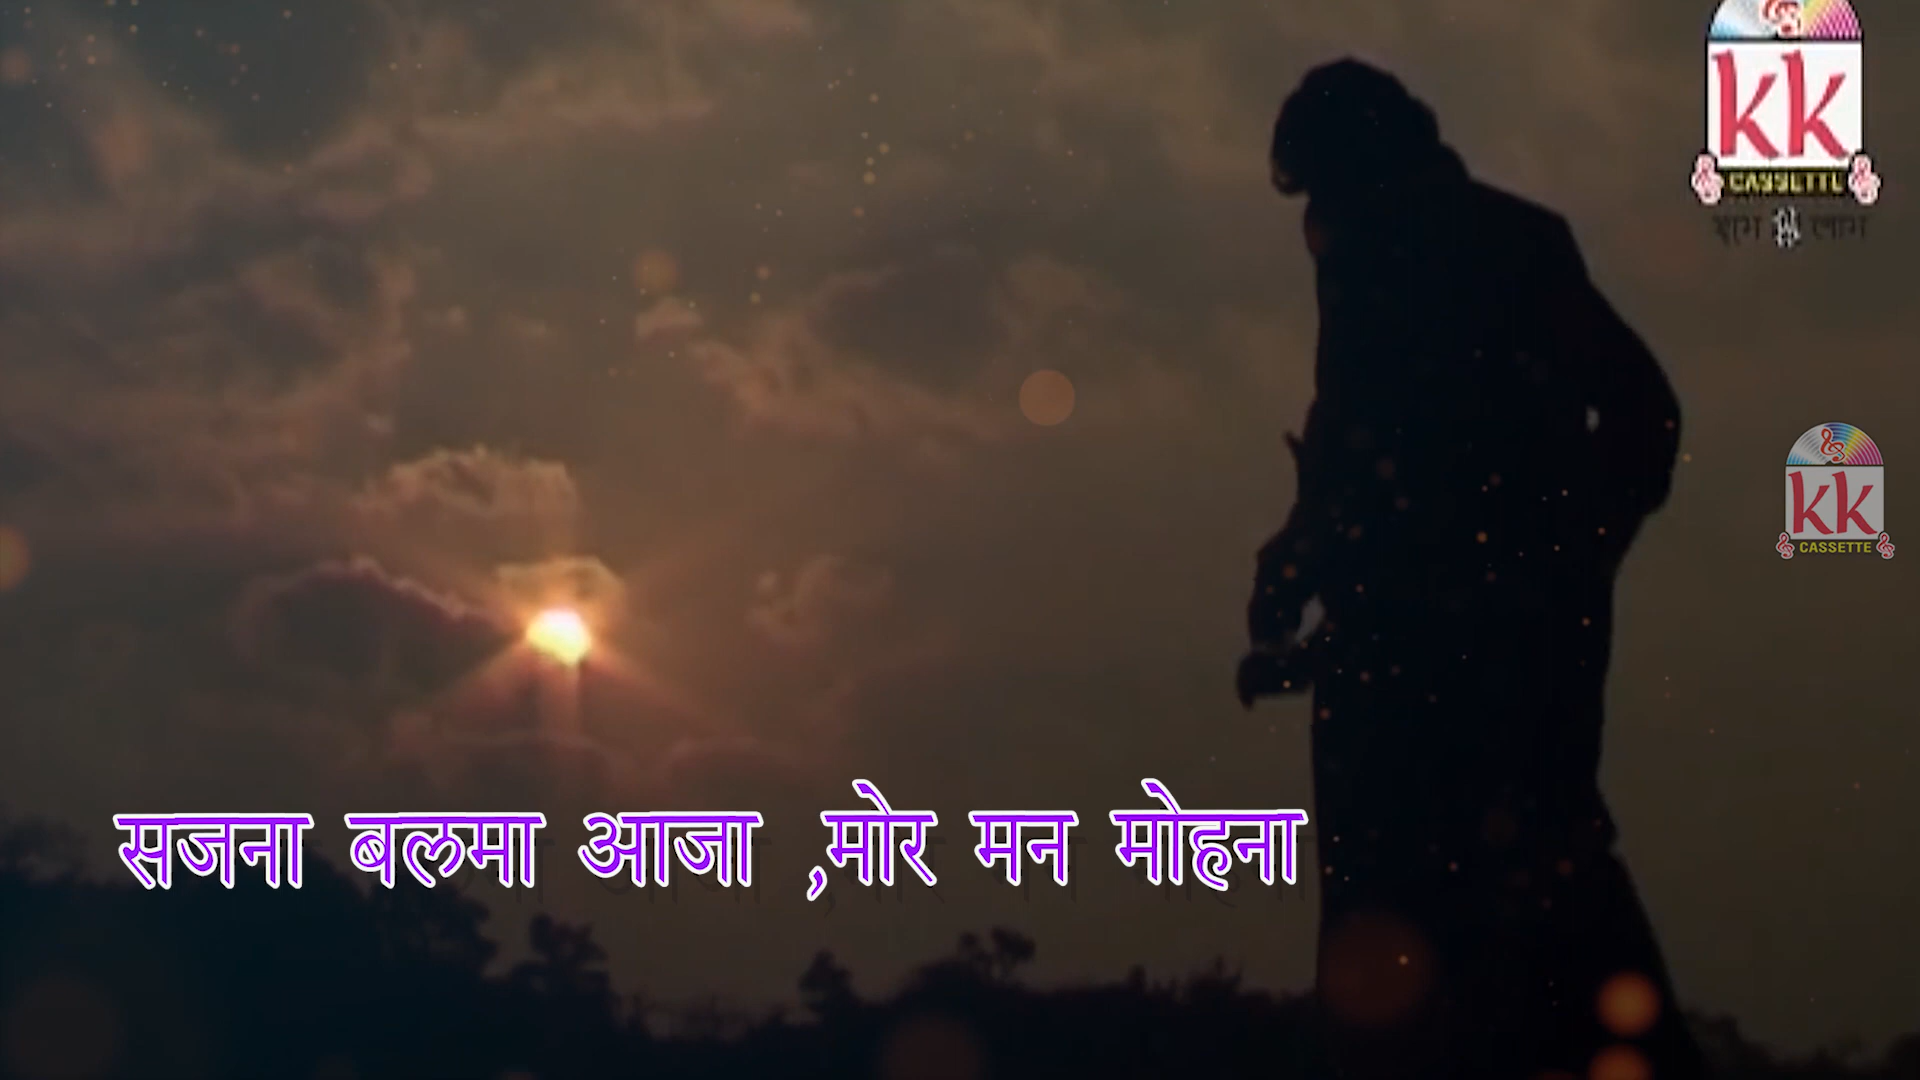 kk
CASSETTE
शुभ लाभ
kk
CASSETTE
सजना बलमा आजा ,मोर मन मोहना